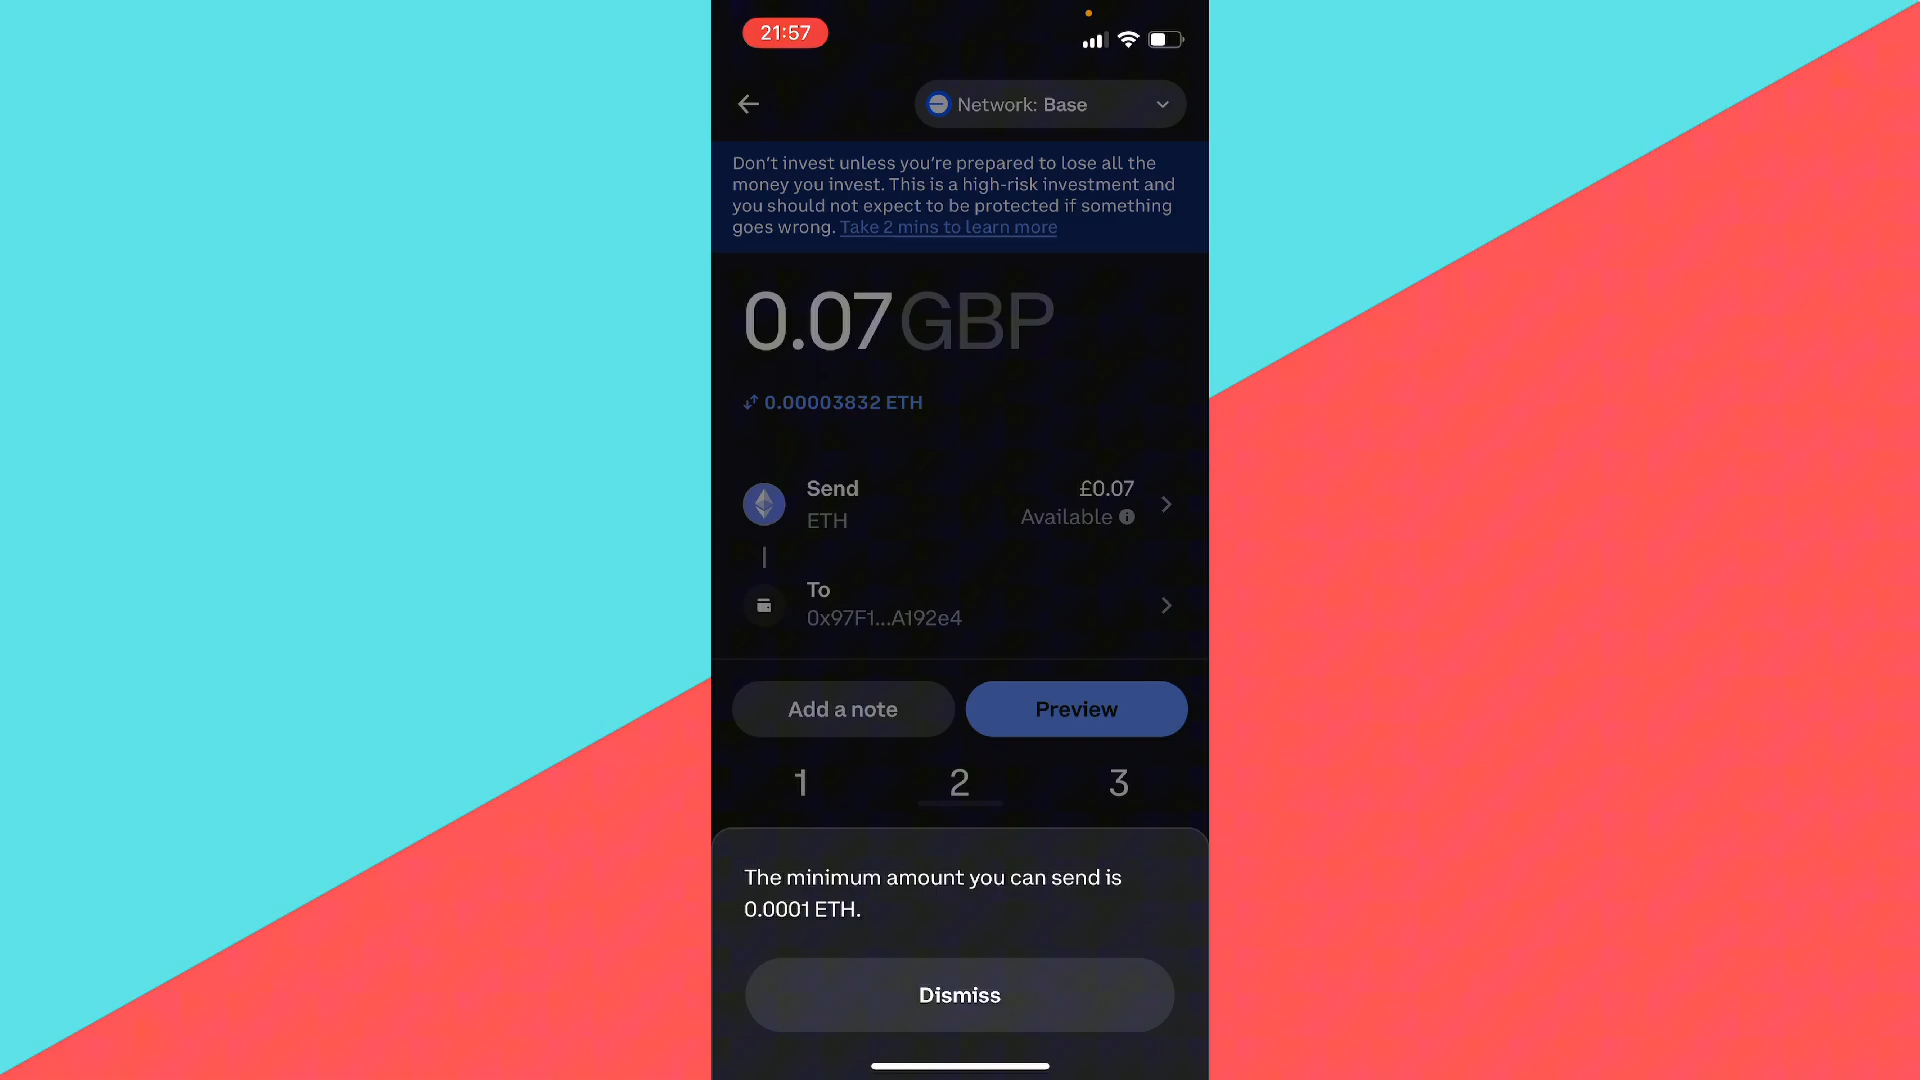 21:57
Network: Base
Don't invest unless you're prepared to lose all the
money you invest. This is a high-risk investment and
you should not expect to be protected if something
goes wrong. Take 2 mins to learn more
0.07 GBP
0.00003832 ETH
Send
£0.07
ETH
Available
To
0x97F1...A192e4
Add a note
Preview
1 2 3
The minimum amount you can send is
0.0001 ETH.
Dismiss